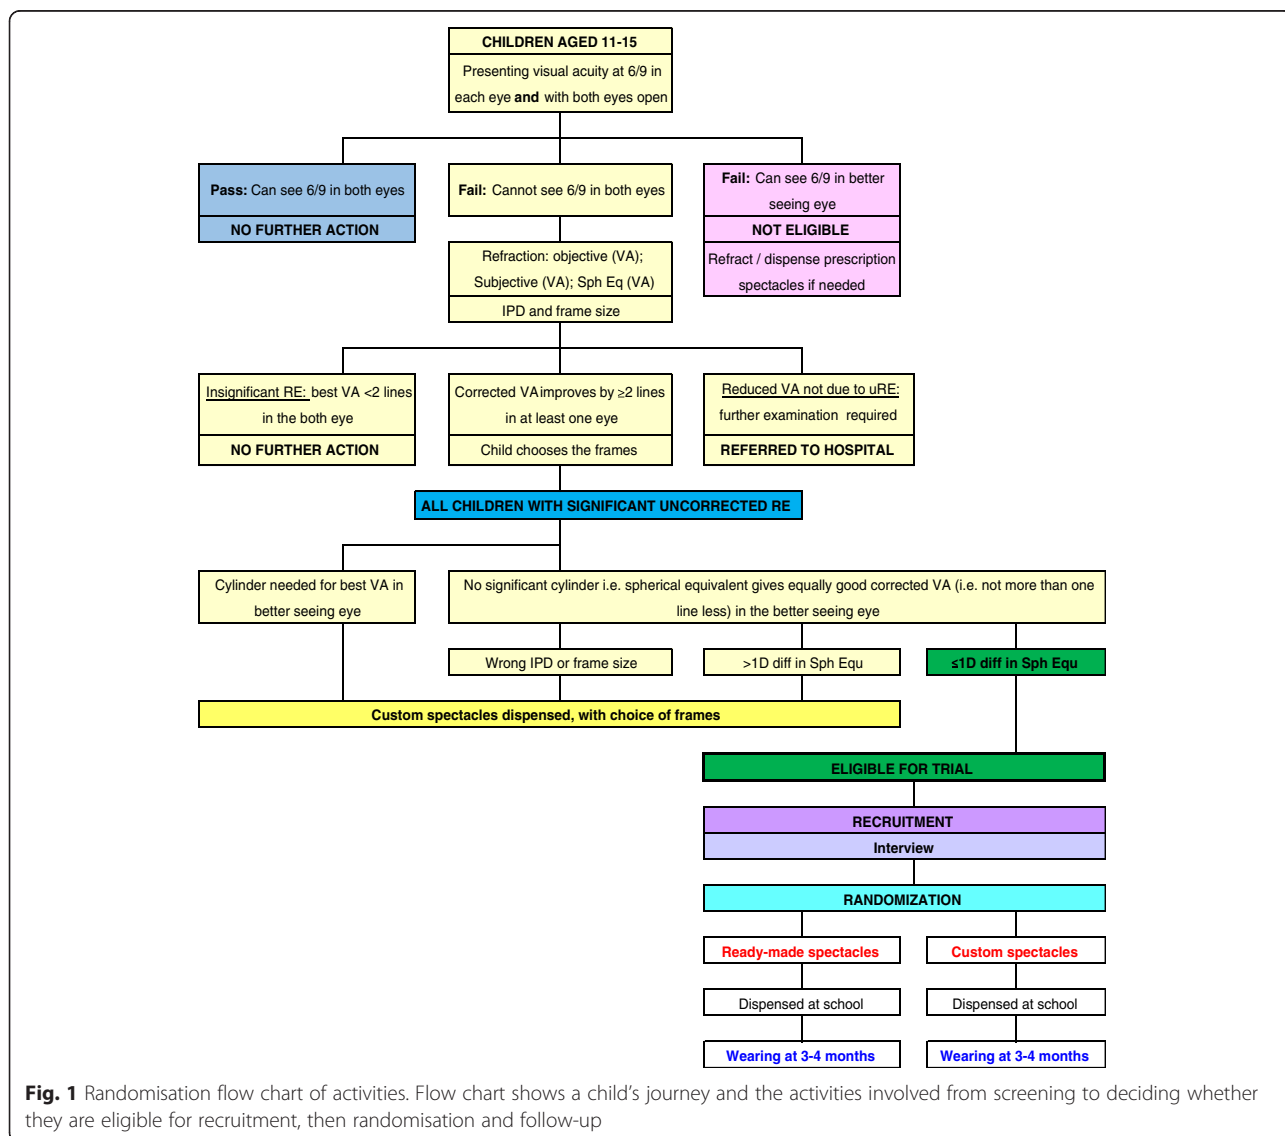 CHILDREN AGED 11-15
Presenting visual acuity at 6/9 in
each eye and with both eyes open
Pass: Can see 6/9 in both eyes
NO FURTHER ACTION
Fail: Cannot see 6/9 in both eyes
Fail: Can see 6/9 in better
seeing eye
NOT ELIGIBLE
Refract / dispense prescription
spectacles if needed
Refraction: objective (VA);
Subjective (VA); Sph Eq (VA)
IPD and frame size
Insignificant RE: best VA <2 lines
in the both eye
NO FURTHER ACTION
Corrected VA improves by ≥2 lines
in at least one eye
Child chooses the frames
Reduced VA not due to uRE:
further examination required
REFERRED TO HOSPITAL
ALL CHILDREN WITH SIGNIFICANT UNCORRECTED RE
Cylinder needed for best VA in
better seeing eye
No significant cylinder i.e. spherical equivalent gives equally good corrected VA (i.e. not more than one
line less) in the better seeing eye
Wrong IPD or frame size
>1D diff in Sph Equ
≤1D diff in Sph Equ
Custom spectacles dispensed, with choice of frames
ELIGIBLE FOR TRIAL
RECRUITMENT
Interview
RANDOMIZATION
Ready-made spectacles
Custom spectacles
Dispensed at school
Dispensed at school
Wearing at 3-4 months
Wearing at 3-4 months
Fig. 1 Randomisation flow chart of activities. Flow chart shows a child's journey and the activities involved from screening to deciding whether
they are eligible for recruitment, then randomisation and follow-up